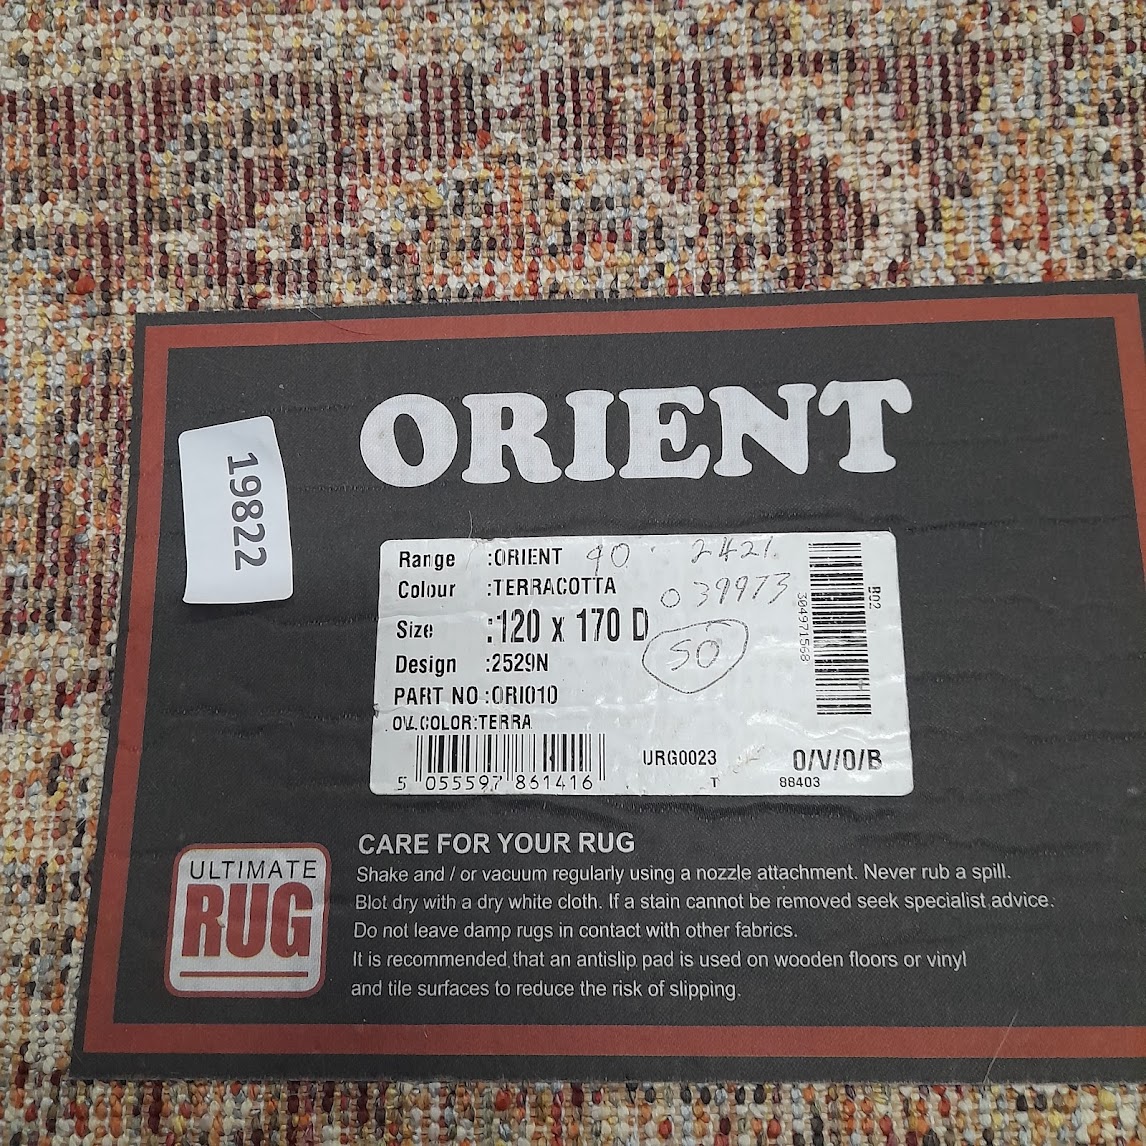 ORIENT
19822
Range :ORIENT 90 2421
Colour :TERRACOTTA 039973
Size :120 x 170 D
50
Design :2529N
PART NO :ORI010
OV.COLOR:TERRA
5 055597 861416
URG0023
T
O/V/O/B
88403
B02
304971568
ULTIMATE
RUG
CARE FOR YOUR RUG
Shake and / or vacuum regularly using a nozzle attachment. Never rub a spill.
Blot dry with a dry white cloth. If a stain cannot be removed seek specialist advice.
Do not leave damp rugs in contact with other fabrics.
It is recommended that an antislip pad is used on wooden floors or vinyl
and tile surfaces to reduce the risk of slipping.